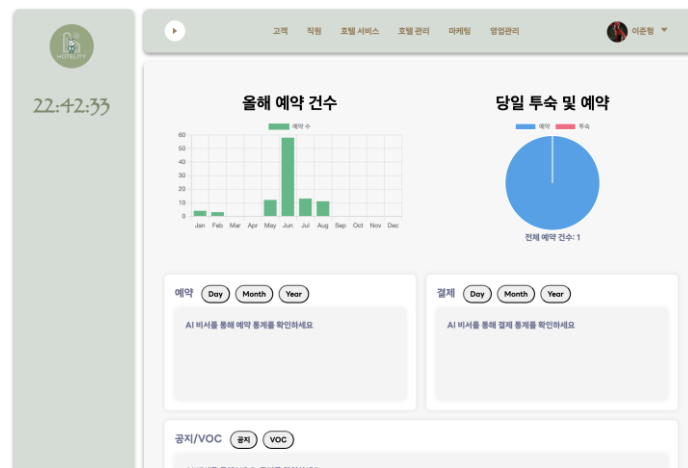 HOTELITY
22:42:33
고객 직원 호텔 서비스 호텔 관리 마케팅 영업관리 이준형
올해 예약 건수
예약 수
60
50
40
30
20
10
0
Jan Feb Mar Apr May Jun Jul Aug Sep Oct Nov Dec
당일 투숙 및 예약
예약 투숙
전체 예약 건수: 1
예약 Day Month Year
AI 비서를 통해 예약 통계를 확인하세요
결제 Day Month Year
AI 비서를 통해 결제 통계를 확인하세요
공지/VOC 공지 VOC